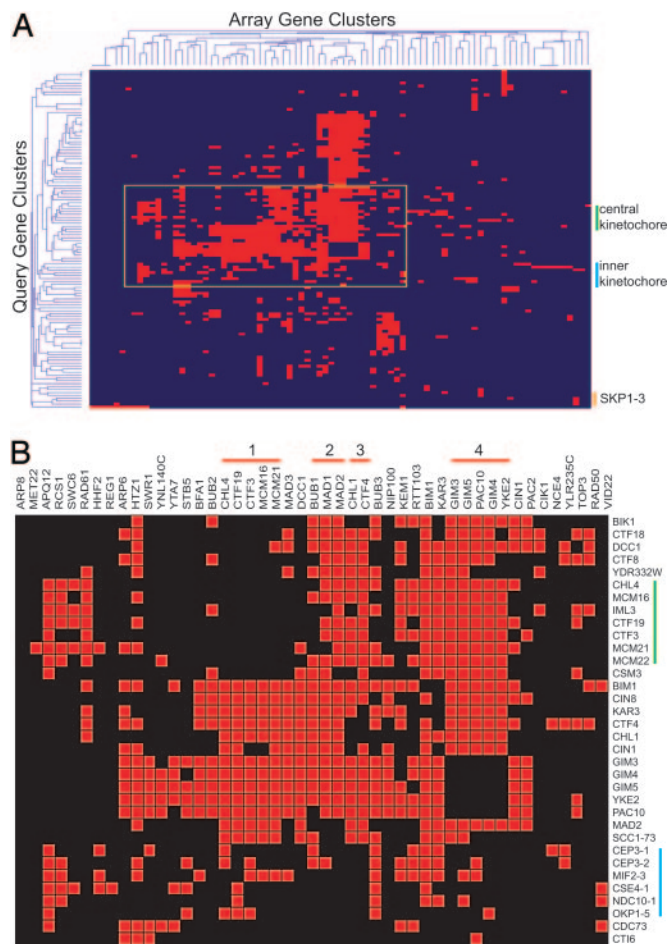 A
Array Gene Clusters
Query Gene Clusters
central
kinetochore
inner
kinetochore
SKP1-3
B
1
2
3
4
ARP8
MET22
APQ12
RCS1
SWC6
RAD61
HHF2
REG1
ARP6
HTZ1
SWR1
YNL140C
YTA7
STB5
BFA1
BUB2
CHL4
CTF19
CTF3
MCM16
MCM21
MAD3
DCC1
BUB1
MAD1
MAD2
CHL1
CTF4
BUB3
NIP100
KEM1
RTT103
BIM1
KAR3
GIM3
GIM5
PAC10
GIM4
YKE2
CIN1
PAC2
CIK1
NCE4
YLR235C
TOP3
RAD50
VID22
BIK1
CTF18
DCC1
CTF8
YDR332W
CHL4
MCM16
IML3
CTF19
CTF3
MCM21
MCM22
CSM3
BIM1
CIN8
KAR3
CTF4
CHL1
CIN1
GIM3
GIM4
GIM5
YKE2
PAC10
MAD2
SCC1-73
CEP3-1
CEP3-2
MIF2-3
CSE4-1
NDC10-1
OKP1-5
CDC73
CTI6